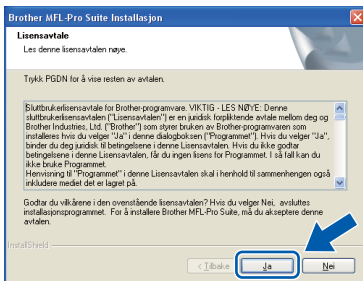 Brother MFL-Pro Suite Installasjon
Lisensavtale
Les denne lisensavtalen nøye.
Trykk PGDN for å vise resten av avtalen.
Sluttbrukerlisensavtale for Brother-programvare. VIKTIG - LES NØYE: Denne
sluttbrukerlisensavtalen ("Lisensavtalen") er en juridisk forpliktende avtale mellom deg og
Brother Industries, Ltd. ("Brother") som styrer bruken av Brother-programvaren som
installeres hvis du velger "Ja" i denne dialogboksen ("Programmet"). Hvis du velger "Ja",
binder du deg juridisk til betingelsene i denne Lisensavtalen. Hvis du ikke godtar
betingelsene i denne Lisensavtalen, får du ingen lisens for Programmet. I så fall kan du
ikke bruke Programmet.
Henvisning til "Programmet" i denne Lisensavtalen skal i henhold til sammenhengen også
inkludere mediet det er lagret på.
Godtar du vilkårene i den ovenstående lisensavtalen? Hvis du velger Nei, avsluttes
installasjonsprogrammet. For å installere Brother MFL-Pro Suite, må du akseptere denne
avtalen.
InstallShield
< Tilbake
Ja
Nei